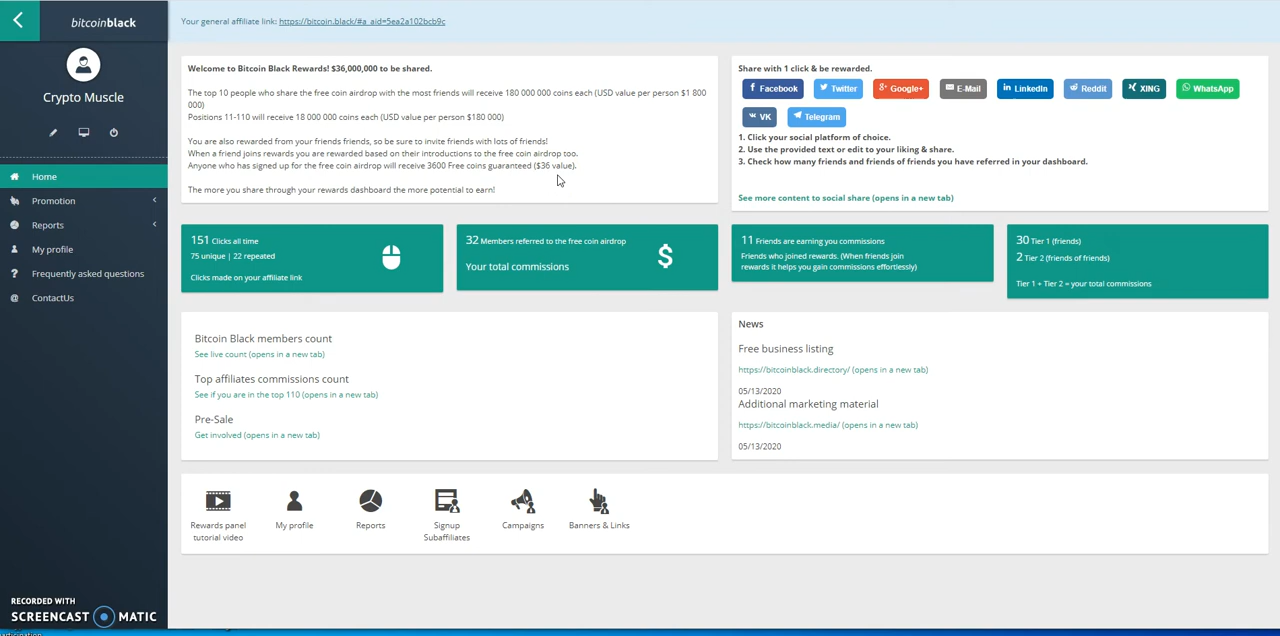 bitcoinblack
Crypto Muscle
Home
Promotion
Reports
My profile
Frequently asked questions
ContactUs
RECORDED WITH
SCREENCAST MATIC
Your general affiliate link: https://bitcoin.black/#a_aid=5ea2a102bcb9c
Welcome to Bitcoin Black Rewards! $36,000,000 to be shared.
The top 10 people who share the free coin airdrop with the most friends will receive 180 000 000 coins each (USD value per person $1 800
000)
Positions 11-110 will receive 18 000 000 coins each (USD value per person $180 000)
You are also rewarded from your friends friends, so be sure to invite friends with lots of friends!
When a friend joins rewards you are rewarded based on their introductions to the free coin airdrop too.
Anyone who has signed up for the free coin airdrop will receive 3600 Free coins guaranteed ($36 value).
The more you share through your rewards dashboard the more potential to earn!
Share with 1 click & be rewarded.
Facebook Twitter Google+ E-Mail LinkedIn Reddit XING WhatsApp
VK Telegram
1. Click your social platform of choice.
2. Use the provided text or edit to your liking & share.
3. Check how many friends and friends of friends you have referred in your dashboard.
See more content to social share (opens in a new tab)
151 Clicks all time
75 unique | 22 repeated
Clicks made on your affiliate link
32 Members referred to the free coin airdrop
Your total commissions
11 Friends are earning you commissions
Friends who joined rewards. (When friends join
rewards it helps you gain commissions effortlessly)
30 Tier 1 (friends)
2 Tier 2 (friends of friends)
Tier 1 + Tier 2 = your total commissions
Bitcoin Black members count
See live count (opens in a new tab)
Top affiliates commissions count
See if you are in the top 110 (opens in a new tab)
Pre-Sale
Get involved (opens in a new tab)
News
Free business listing
https://bitcoinblack.directory/ (opens in a new tab)
05/13/2020
Additional marketing material
https://bitcoinblack.media/ (opens in a new tab)
05/13/2020
Rewards panel
tutorial video
My profile
Reports
Signup
Subaffiliates
Campaigns
Banners & Links